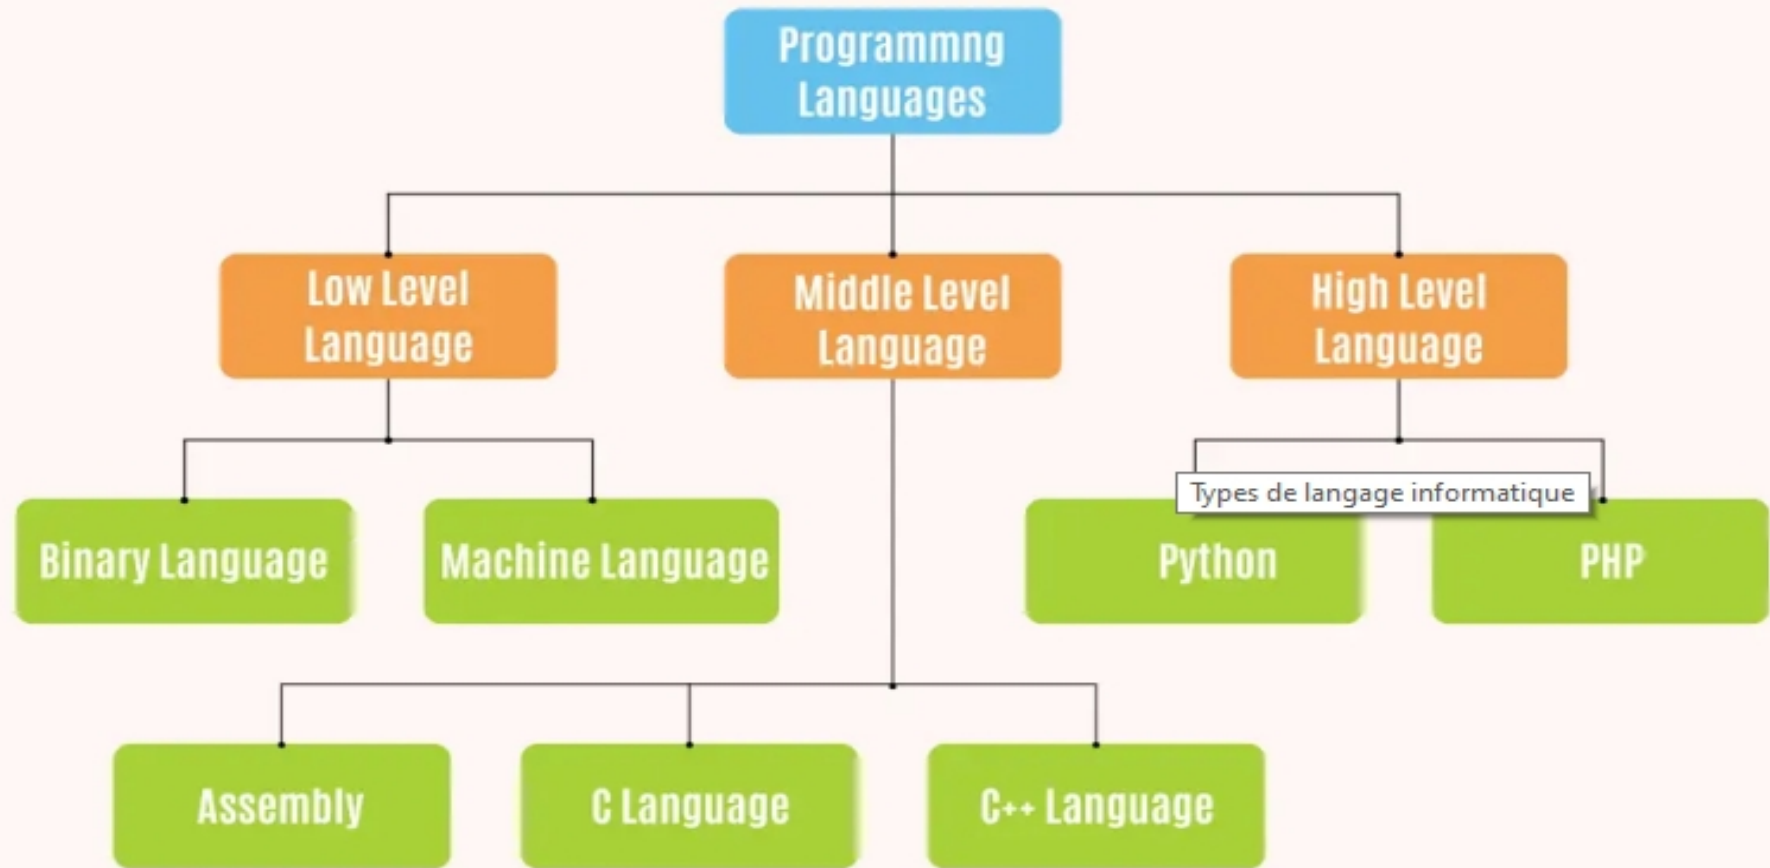 Programmng
Languages
Low Level
Language
Middle Level
Language
High Level
Language
Types de langage informatique
Binary Language
Machine Language
Python
PHP
Assembly
C Language
C++ Language